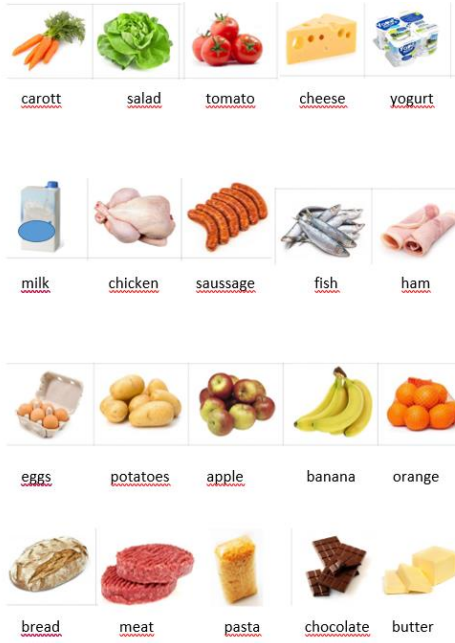 carott salad tomato cheese yogurt
milk chicken saussage fish ham
eggs potatoes apple banana orange
bread meat pasta chocolate butter